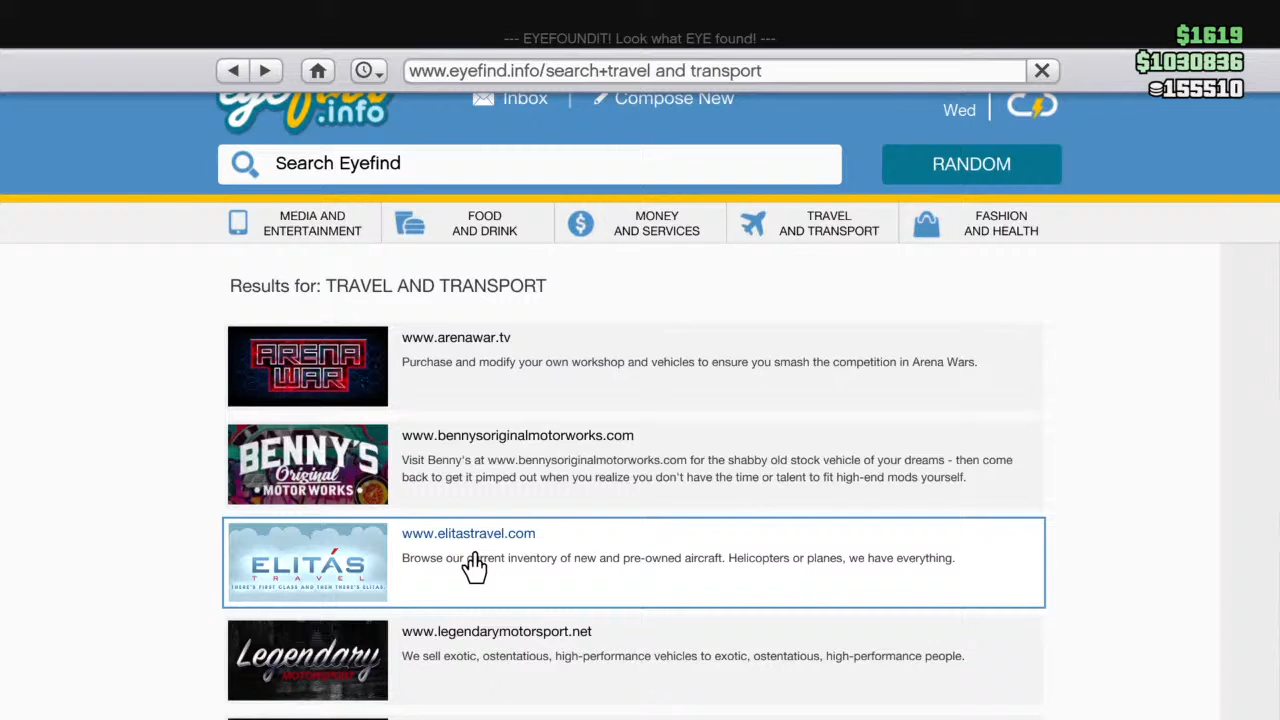 --- EYEFOUNDIT! Look what EYE found! ---
$1619
www.eyefind.info/search+travel and transport
$1030836
155510
eyefind
.info
Inbox | Compose New
Wed
Search Eyefind
RANDOM
MEDIA AND
ENTERTAINMENT
FOOD
AND DRINK
MONEY
AND SERVICES
TRAVEL
AND TRANSPORT
FASHION
AND HEALTH
Results for: TRAVEL AND TRANSPORT
ARENA
WAR
www.arenawar.tv
Purchase and modify your own workshop and vehicles to ensure you smash the competition in Arena Wars.
BENNY'S
Original
MOTOR WORKS
www.bennysoriginalmotorworks.com
Visit Benny's at www.bennysoriginalmotorworks.com for the shabby old stock vehicle of your dreams - then come
back to get it pimped out when you realize you don't have the time or talent to fit high-end mods yourself.
ELITÁS
TRAVEL
THERE'S FIRST CLASS AND THEN THERE'S ELITAS
www.elitastravel.com
Browse our current inventory of new and pre-owned aircraft. Helicopters or planes, we have everything.
Legendary
MOTORSPORT
www.legendarymotorsport.net
We sell exotic, ostentatious, high-performance vehicles to exotic, ostentatious, high-performance people.